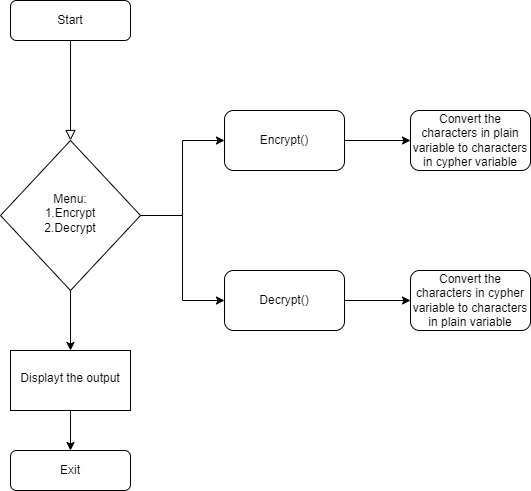 Start
Menu:
1.Encrypt
2.Decrypt
Encrypt()
Convert the
characters in plain
variable to characters
in cypher variable
Decrypt()
Convert the
characters in cypher
variable to characters
in plain variable
Displayt the output
Exit